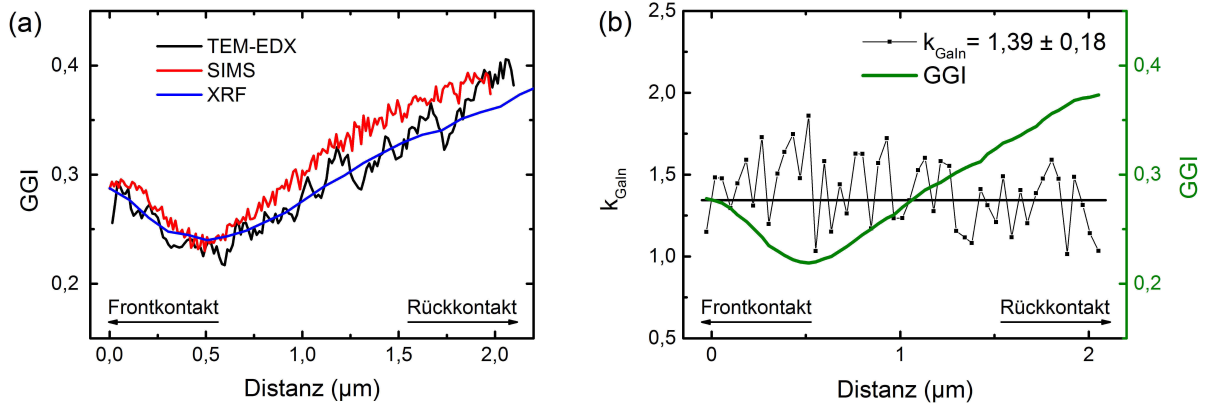 (a)
TEM-EDX
SIMS
XRF
GGI
0,4
0,3
0,2
Frontkontakt
Rückkontakt
0,0
0,5
1,0
1,5
2,0
Distanz (µm)
(b)
k_GaIn = 1,39 ± 0,18
GGI
k_GaIn
2,5
2,0
1,5
1,0
0,5
0,4
0,3
0,2
GGI
Frontkontakt
Rückkontakt
0
1
2
Distanz (µm)